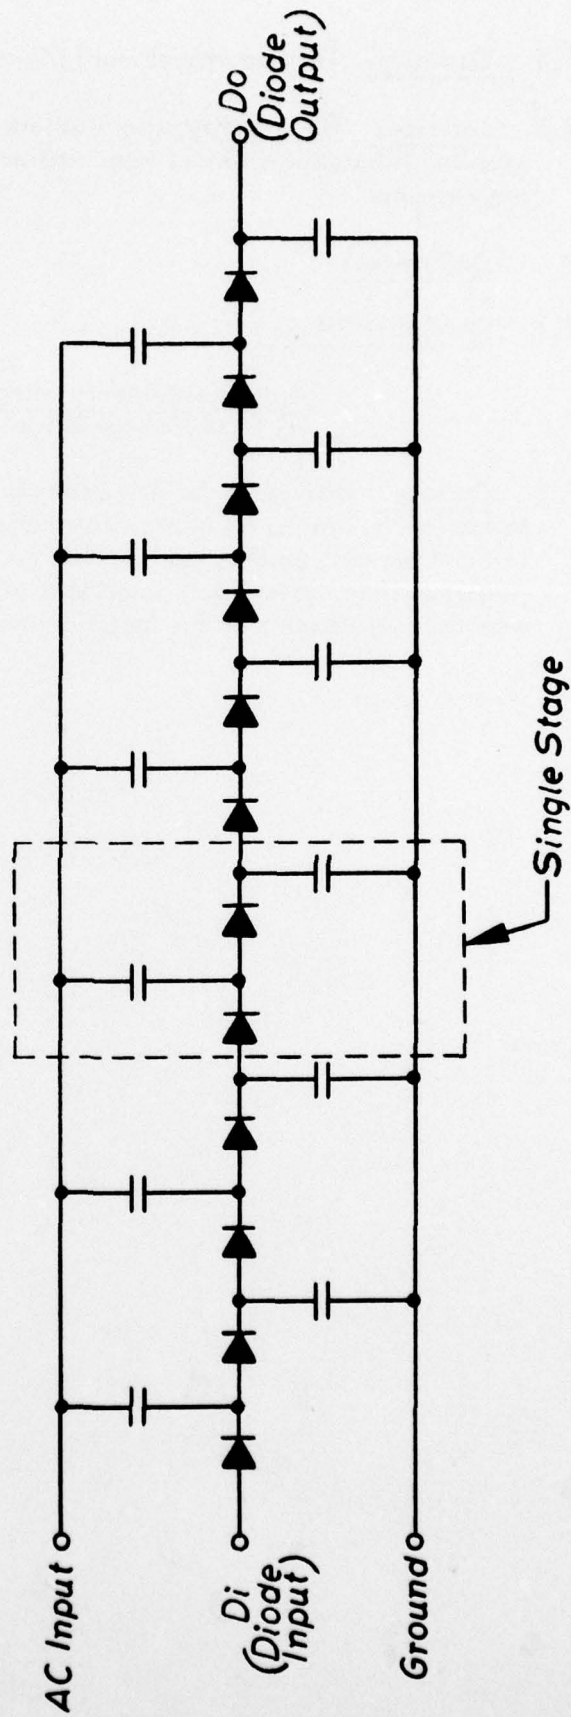 AC Input
Di
(Diode
Input)
Ground
Do
(Diode
Output)
Single Stage